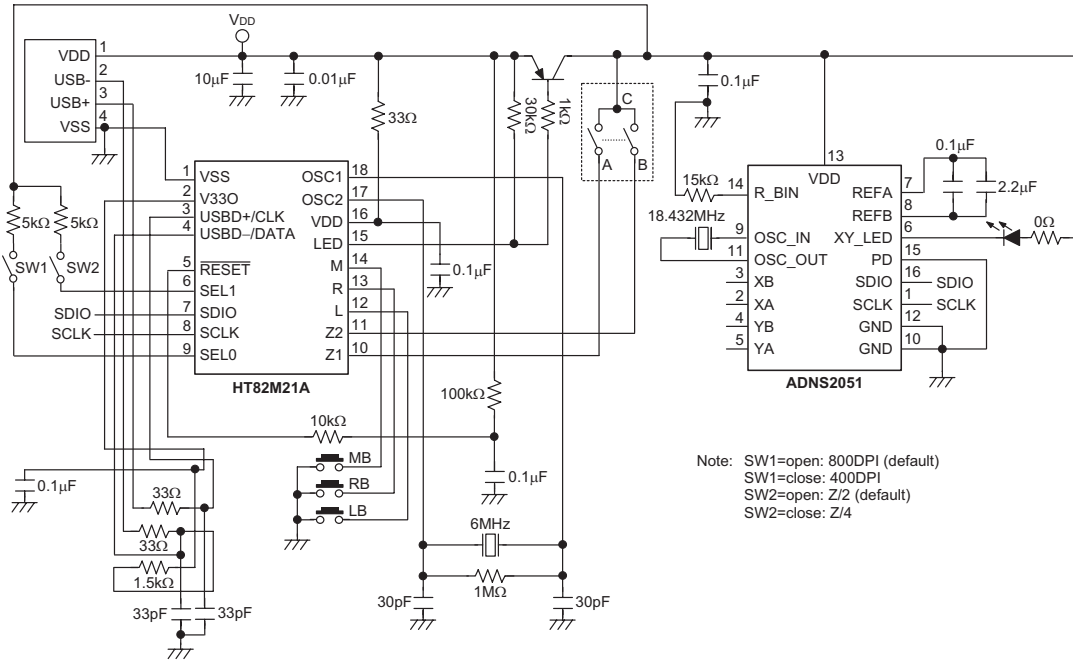 VDD
VDD 1
USB- 2
USB+ 3
VSS 4
10μF
0.01μF
33Ω
30kΩ
1kΩ
C
A
B
0.1μF
15kΩ
18.432MHz
0.1μF
2.2μF
0Ω
5kΩ
5kΩ
SW1
SW2
SDIO
SCLK
1 VSS
2 V33O
3 USBD+/CLK
4 USBD–/DATA
5 RESET
6 SEL1
7 SDIO
8 SCLK
9 SEL0
OSC1 18
OSC2 17
VDD 16
LED 15
M 14
R 13
L 12
Z2 11
Z1 10
HT82M21A
0.1μF
13
VDD
14 R_BIN
9 OSC_IN
11 OSC_OUT
3 XB
2 XA
4 YB
5 YA
REFA 7
REFB 8
XY_LED 6
PD 15
SDIO 16 SDIO
SCLK 1 SCLK
GND 12
GND 10
ADNS2051
100kΩ
10kΩ
0.1μF
MB
RB
LB
0.1μF
33Ω
33Ω
1.5kΩ
33pF
33pF
6MHz
1MΩ
30pF
30pF
Note: SW1=open: 800DPI (default)
SW1=close: 400DPI
SW2=open: Z/2 (default)
SW2=close: Z/4